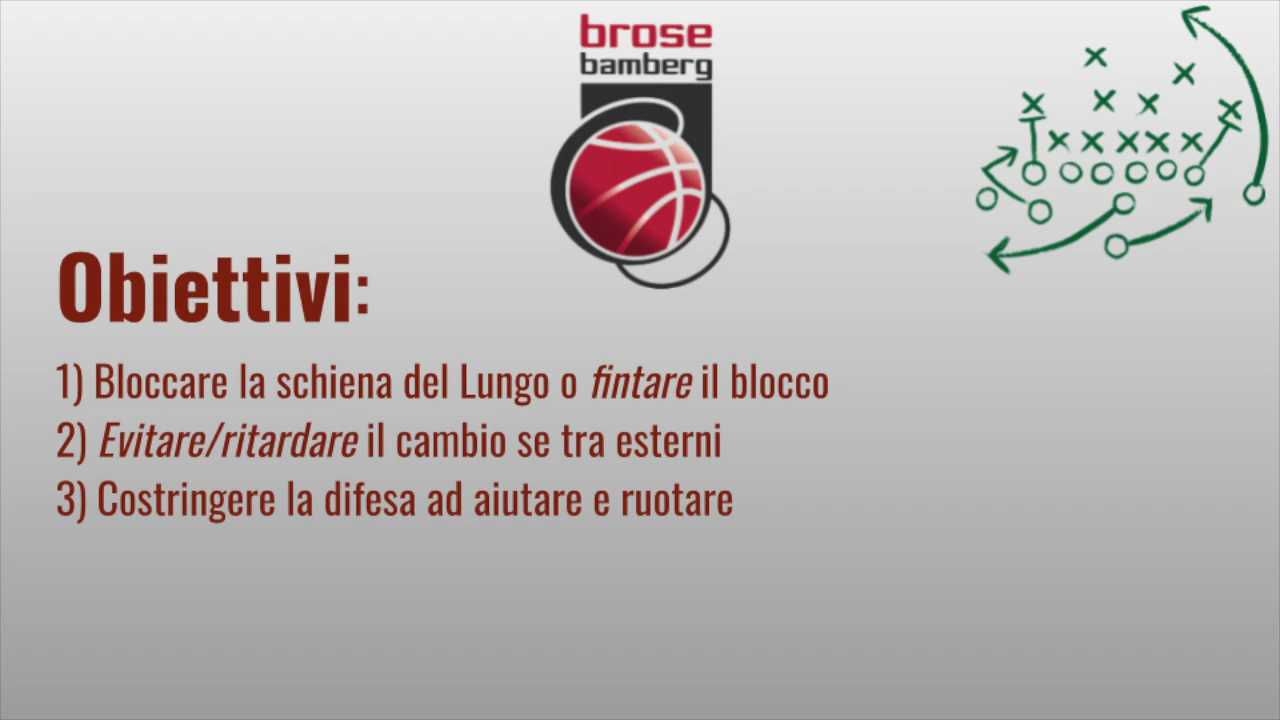 brose
bamberg
Obiettivi:
1) Bloccare la schiena del Lungo o fintare il blocco
2) Evitare/ritardare il cambio se tra esterni
3) Costringere la difesa ad aiutare e ruotare